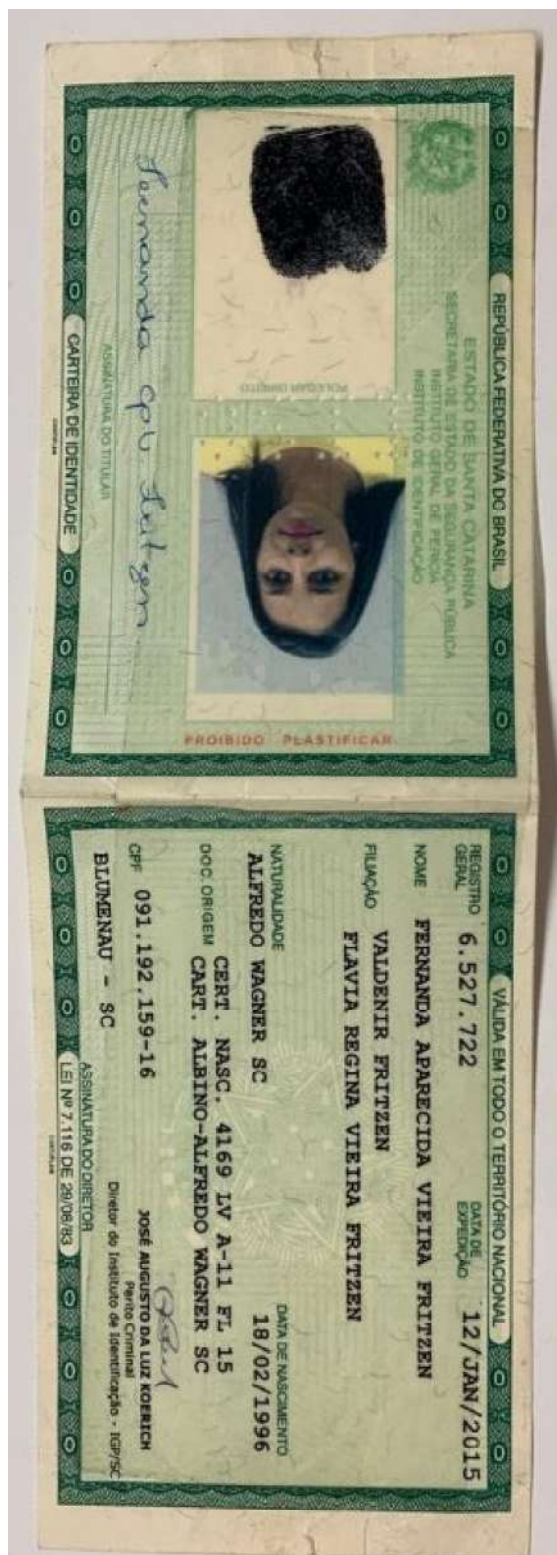 REPÚBLICA FEDERATIVA DO BRASIL
ESTADO DE SANTA CATARINA
SECRETARIA DE ESTADO DA SEGURANÇA PÚBLICA
INSTITUTO GERAL DE PERÍCIA
INSTITUTO DE IDENTIFICAÇÃO
POLEGAR DIREITO
PROIBIDO PLASTIFICAR
Fernanda
ASSINATURA DO TITULAR
CARTEIRA DE IDENTIDADE
VÁLIDA EM TODO O TERRITÓRIO NACIONAL
REGISTRO GERAL 6.527.722 DATA DE EXPEDIÇÃO 12/JAN/2015
NOME FERNANDA APARECIDA VIEIRA FRITZEN
FILIAÇÃO VALDENIR FRITZEN
FLAVIA REGINA VIEIRA FRITZEN
NATURALIDADE DATA DE NASCIMENTO
ALFREDO WAGNER SC 18/02/1996
DOC. ORIGEM CERT. NASC. 4169 LV A-11 FL 15
CART. ALBINO-ALFREDO WAGNER SC
CPF 091.192.159-16
JOSÉ AUGUSTO DA LUZ KOERICH
Perito Criminal
BLUMENAU - SC Diretor do Instituto de Identificação - IGP/SC
ASSINATURA DO DIRETOR
LEI Nº 7.116 DE 29/08/83